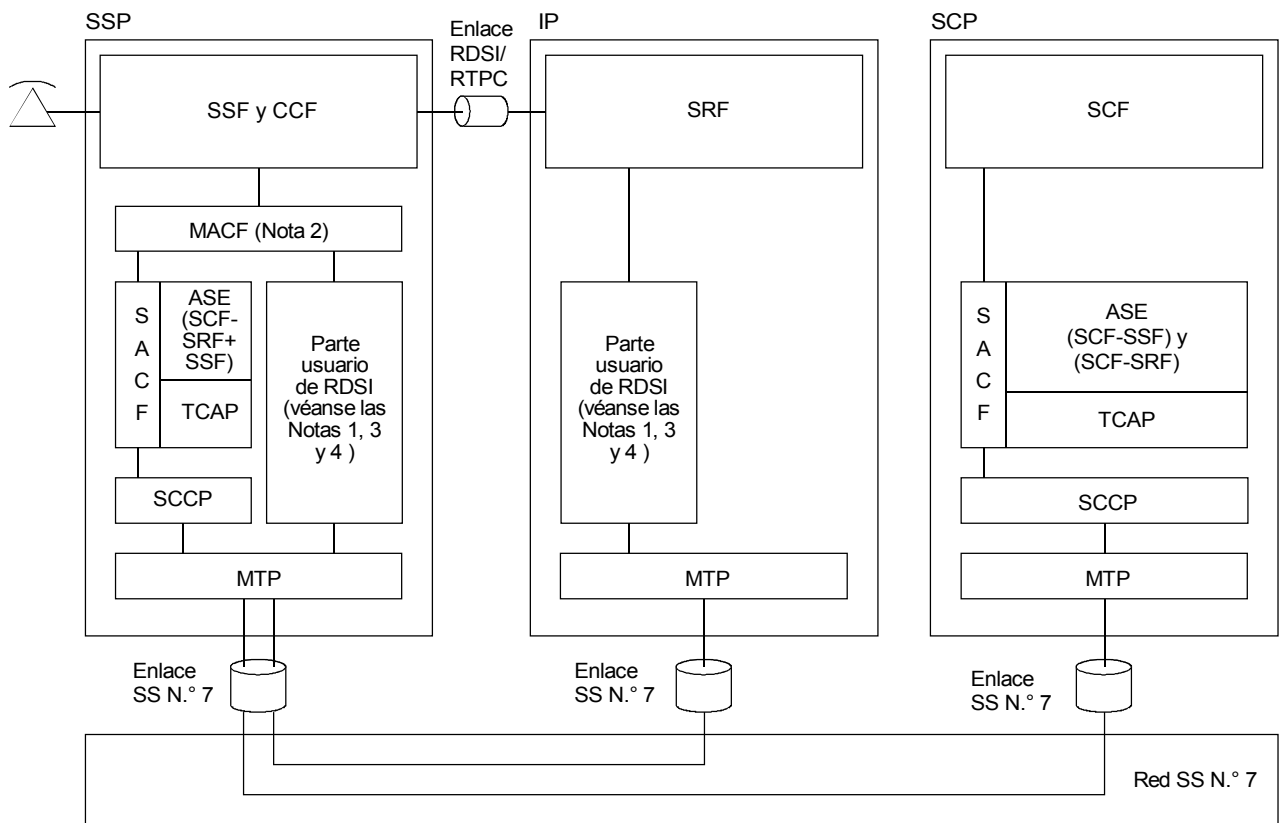 SSP
Enlace
RDSI/
RTPC
IP
SCP
SSF y CCF
SRF
SCF
MACF (Nota 2)
S
A
C
F
ASE
(SCF-
SRF+
SSF)
TCAP
Parte
usuario
de RDSI
(véanse las
Notas 1, 3
y 4 )
SCCP
MTP
Parte
usuario
de RDSI
(véanse las
Notas 1, 3
y 4 )
MTP
S
A
C
F
ASE
(SCF-SSF) y
(SCF-SRF)
TCAP
SCCP
MTP
Enlace
SS N.° 7
Enlace
SS N.° 7
Enlace
SS N.° 7
Red SS N.° 7